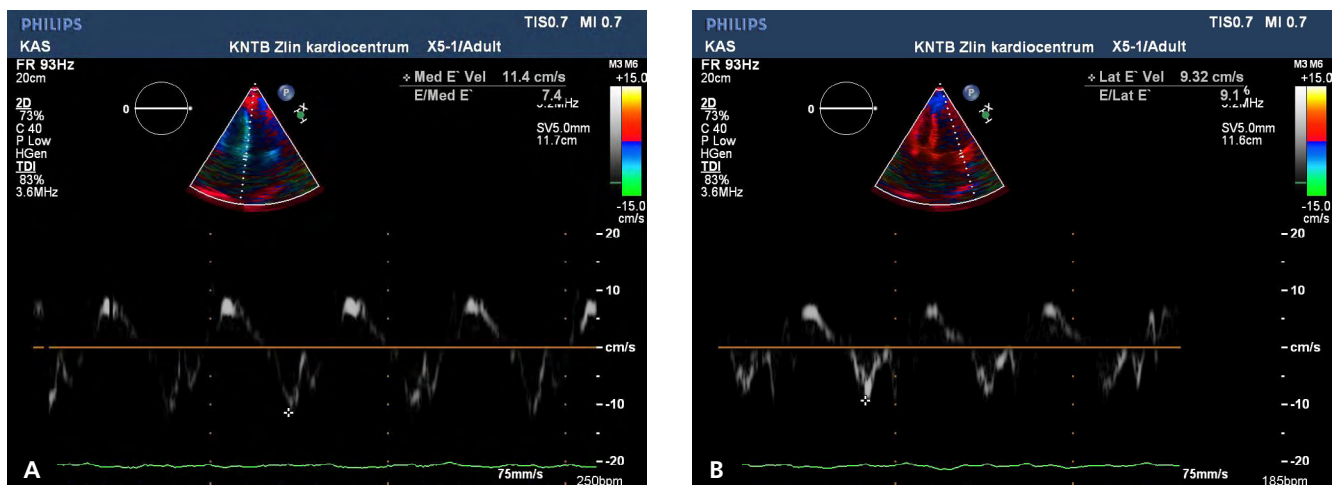 PHILIPS
TIS0.7 MI 0.7
KAS
KNTB Zlin kardiocentrum X5-1/Adult
FR 93Hz
20cm
2D
73%
C 40
P Low
HGen
TDI
83%
3.6MHz
0
P
Med E` Vel 11.4 cm/s
E/Med E` 7.4
SV5.0mm
11.7cm
M3 M6
+15.0
-15.0
cm/s
20
10
cm/s
-10
-20
A
75mm/s
250bpm
PHILIPS
TIS0.7 MI 0.7
KAS
KNTB Zlin kardiocentrum X5-1/Adult
FR 93Hz
20cm
2D
73%
C 40
P Low
HGen
TDI
83%
3.6MHz
0
P
Lat E` Vel 9.32 cm/s
E/Lat E` 9.1
SV5.0mm
11.6cm
M3 M6
+15.0
-15.0
cm/s
20
10
cm/s
-10
-20
B
75mm/s
185bpm